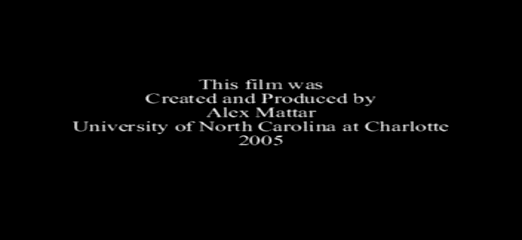 This film was
Created and Produced by
Alex Mattar
University of North Carolina at Charlotte
2005